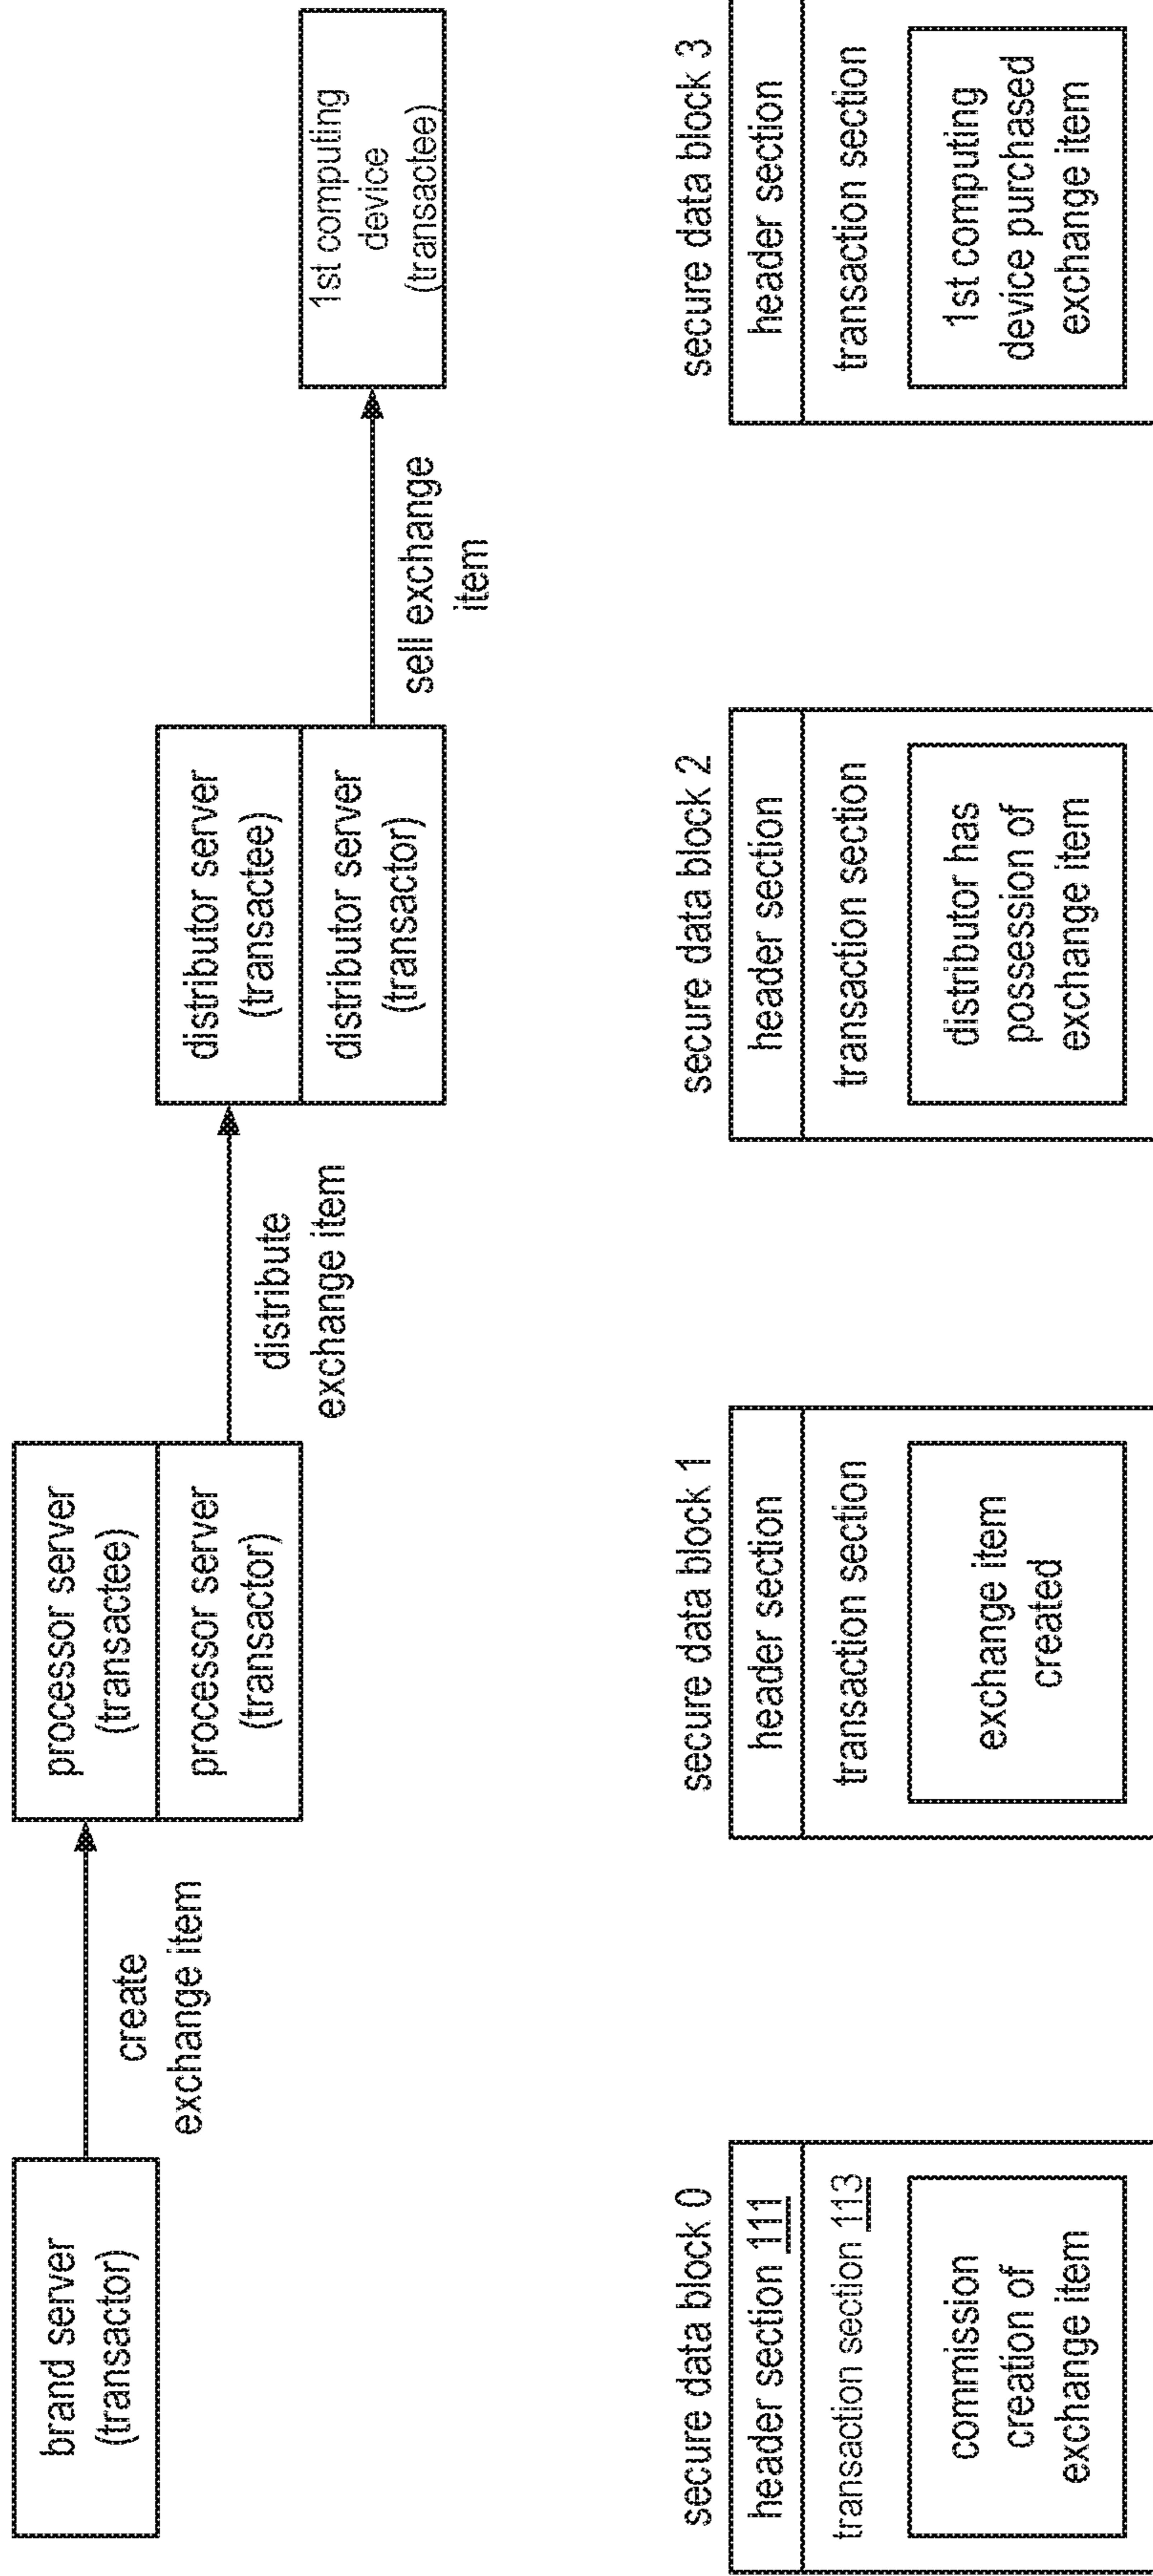 brand server
(transactor)
create
exchange item
processor server
(transactee)
processor server
(transactor)
distribute
exchange item
distributor server
(transactee)
distributor server
(transactor)
sell exchange
item
1st computing
device
(transactee)
secure data block 0
header section 111
transaction section 113
commission
creation of
exchange item
secure data block 1
header section
transaction section
exchange item
created
secure data block 2
header section
transaction section
distributor has
possession of
exchange item
secure data block 3
header section
transaction section
1st computing
device purchased
exchange item